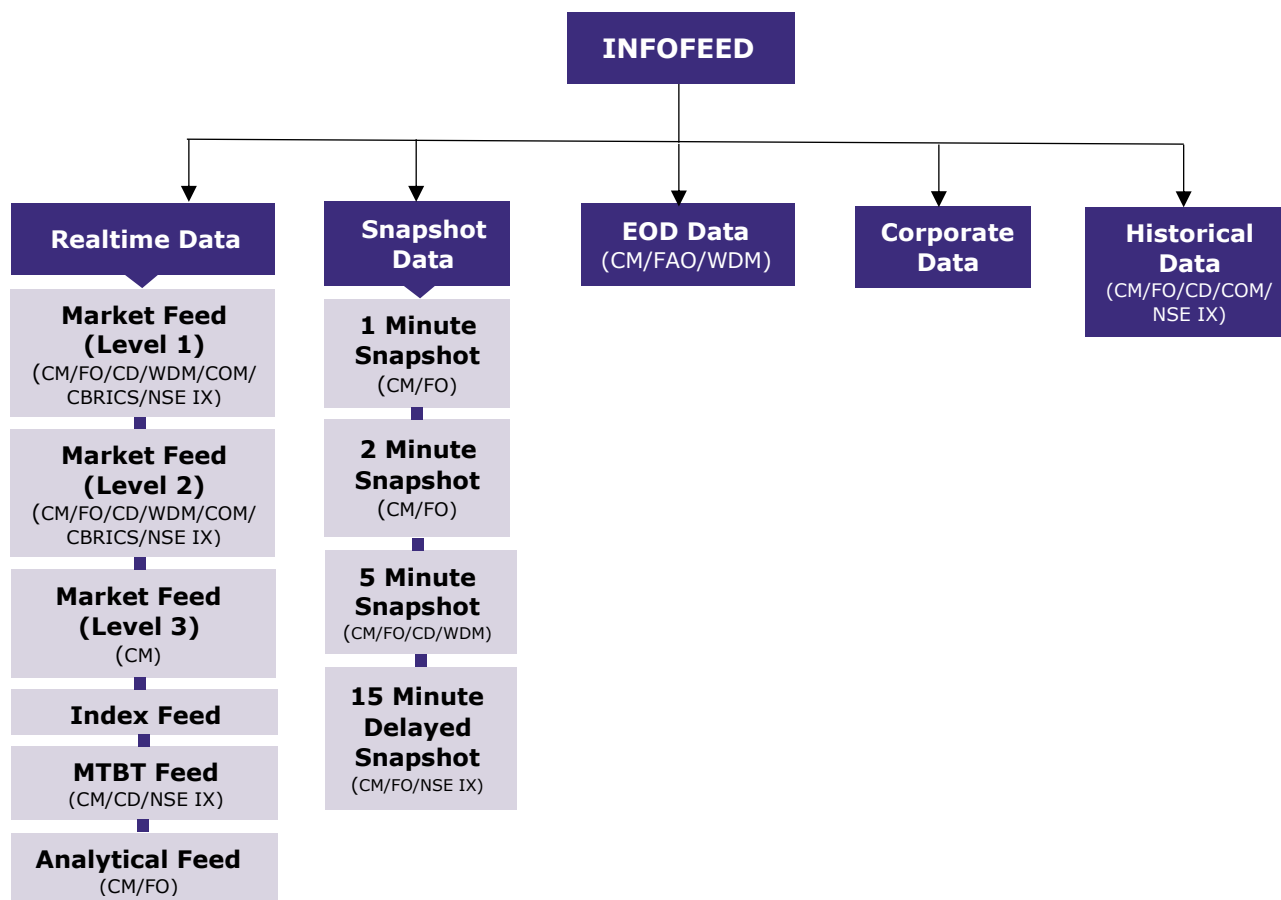 INFOFEED
Realtime Data
Market Feed
(Level 1)
(CM/FO/CD/WDM/COM/
CBRICS/NSE IX)
Market Feed
(Level 2)
(CM/FO/CD/WDM/COM/
CBRICS/NSE IX)
Market Feed
(Level 3)
(CM)
Index Feed
MTBT Feed
(CM/CD/NSE IX)
Analytical Feed
(CM/FO)
Snapshot
Data
1 Minute
Snapshot
(CM/FO)
2 Minute
Snapshot
(CM/FO)
5 Minute
Snapshot
(CM/FO/CD/WDM)
15 Minute
Delayed
Snapshot
(CM/FO/NSE IX)
EOD Data
(CM/FAO/WDM)
Corporate
Data
Historical
Data
(CM/FO/CD/COM/
NSE IX)